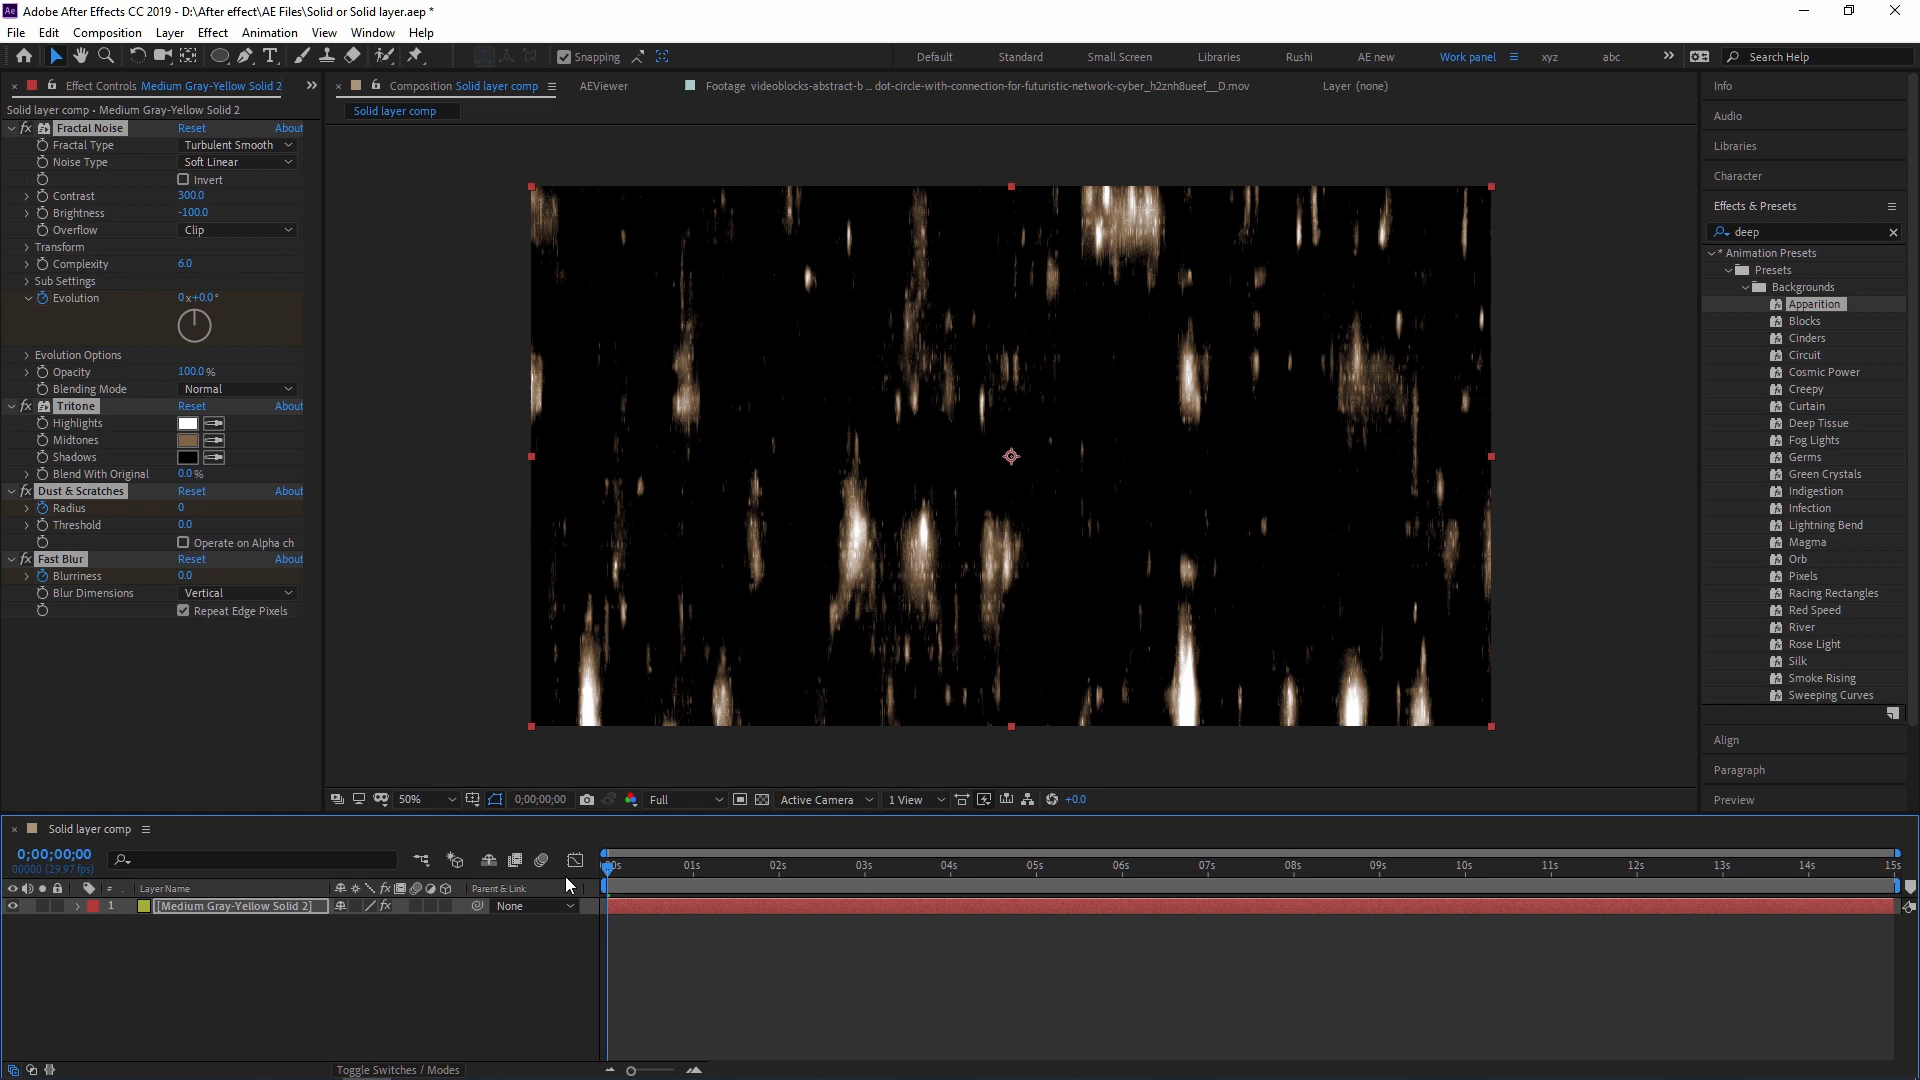 Adobe After Effects CC 2019 - D:\After effect\AE Files\Solid or Solid layer.aep *
File Edit Composition Layer Effect Animation View Window Help
Snapping Default Standard Small Screen Libraries Rushi AE new Work panel xyz abc Search Help
Effect Controls Medium Gray-Yellow Solid 2
Composition Solid layer comp AEViewer Footage videoblocks-abstract-b ... dot-circle-with-connection-for-futuristic-network-cyber_h2znh8ueef__D.mov Layer (none)
Solid layer comp • Medium Gray-Yellow Solid 2
Solid layer comp
fx Fractal Noise Reset About
Fractal Type Turbulent Smooth
Noise Type Soft Linear
Invert
Contrast 300.0
Brightness -100.0
Overflow Clip
Transform
Complexity 6.0
Sub Settings
Evolution 0x+0.0°
Evolution Options
Opacity 100.0 %
Blending Mode Normal
fx Tritone Reset About
Highlights
Midtones
Shadows
Blend With Original 0.0 %
fx Dust & Scratches Reset About
Radius 0
Threshold 0.0
Operate on Alpha ch
fx Fast Blur Reset About
Blurriness 0.0
Blur Dimensions Vertical
Repeat Edge Pixels
Info
Audio
Libraries
Character
Effects & Presets
deep
* Animation Presets
Presets
Backgrounds
Apparition
Blocks
Cinders
Circuit
Cosmic Power
Creepy
Curtain
Deep Tissue
Fog Lights
Germs
Green Crystals
Indigestion
Infection
Lightning Bend
Magma
Orb
Pixels
Racing Rectangles
Red Speed
River
Rose Light
Silk
Smoke Rising
Sweeping Curves
Align
Paragraph
Preview
50% 0;00;00;00 Full Active Camera 1 View +0.0
Solid layer comp
0;00;00;00
00000 (29.97 fps)
00s 01s 02s 03s 04s 05s 06s 07s 08s 09s 10s 11s 12s 13s 14s 15s
# Layer Name fx Parent & Link
1 [Medium Gray-Yellow Solid 2] fx None
Toggle Switches / Modes